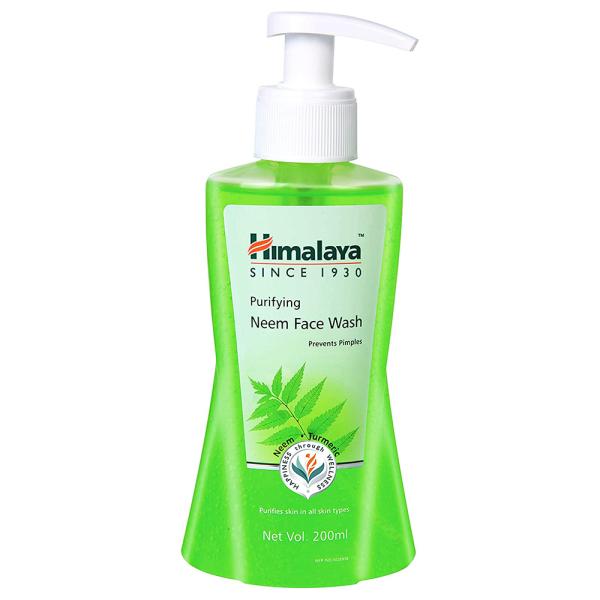 Himalaya™
SINCE 1930
Purifying
Neem Face Wash
Prevents Pimples
Neem • Turmeric
HAPPINESS through WELLNESS
Purifies skin in all skin types
Net Vol. 200ml